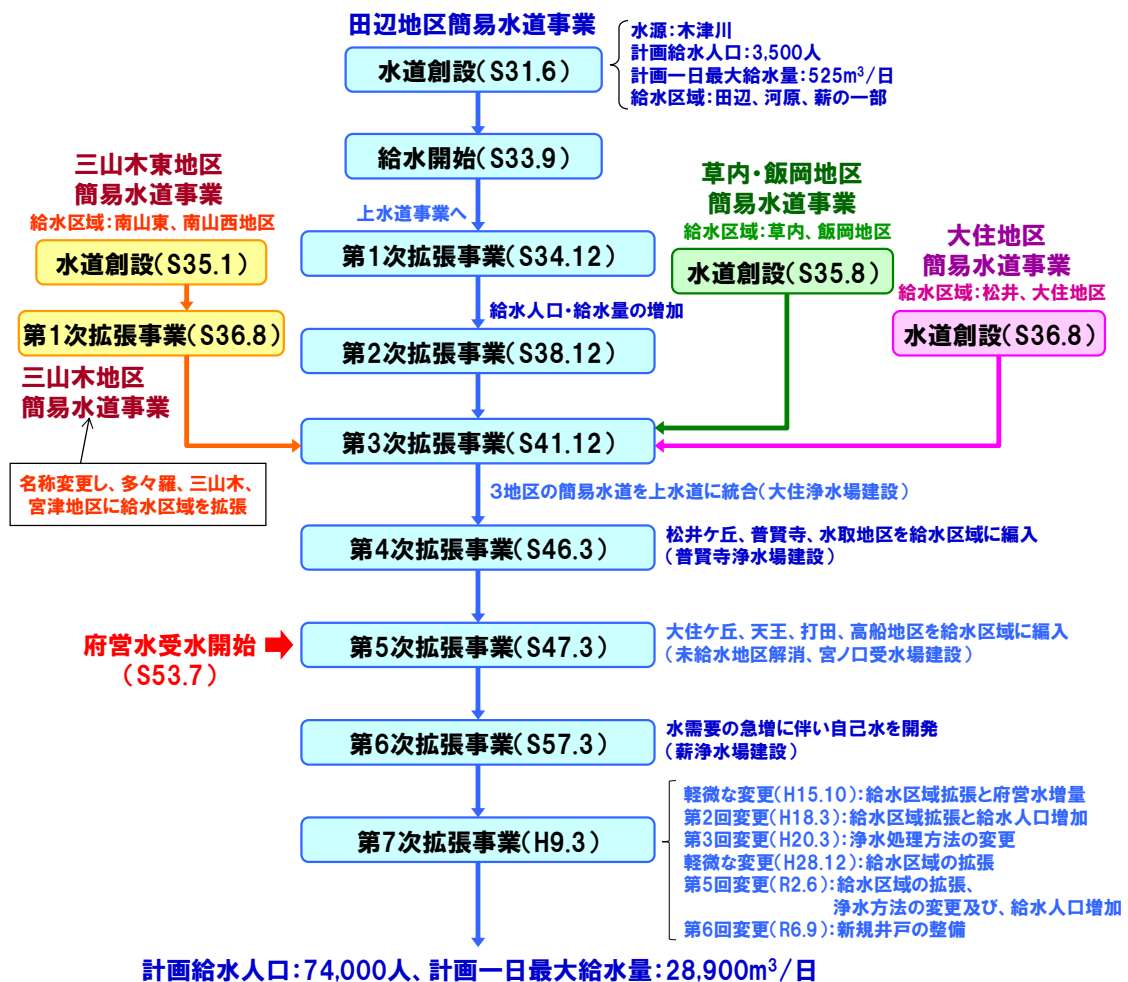 田辺地区簡易水道事業
水道創設(S31.6)
水源:木津川
計画給水人口:3,500人
計画一日最大給水量:525m³/日
給水区域:田辺、河原、薪の一部
給水開始(S33.9)
上水道事業へ
第1次拡張事業(S34.12)
給水人口・給水量の増加
第2次拡張事業(S38.12)
三山木東地区
簡易水道事業
給水区域:南山東、南山西地区
水道創設(S35.1)
第1次拡張事業(S36.8)
三山木地区
簡易水道事業
名称変更し、多々羅、三山木、
宮津地区に給水区域を拡張
草内・飯岡地区
簡易水道事業
給水区域:草内、飯岡地区
水道創設(S35.8)
大住地区
簡易水道事業
給水区域:松井、大住地区
水道創設(S36.8)
第3次拡張事業(S41.12)
3地区の簡易水道を上水道に統合(大住浄水場建設)
第4次拡張事業(S46.3)
松井ケ丘、普賢寺、水取地区を給水区域に編入
(普賢寺浄水場建設)
府営水受水開始
(S53.7)
第5次拡張事業(S47.3)
大住ケ丘、天王、打田、高船地区を給水区域に編入
(未給水地区解消、宮ノ口受水場建設)
第6次拡張事業(S57.3)
水需要の急増に伴い自己水を開発
(薪浄水場建設)
第7次拡張事業(H9.3)
軽微な変更(H15.10):給水区域拡張と府営水増量
第2回変更(H18.3):給水区域拡張と給水人口増加
第3回変更(H20.3):浄水処理方法の変更
軽微な変更(H28.12):給水区域の拡張
第5回変更(R2.6):給水区域の拡張、
浄水方法の変更及び、給水人口増加
第6回変更(R6.9):新規井戸の整備
計画給水人口:74,000人、計画一日最大給水量:28,900m³/日